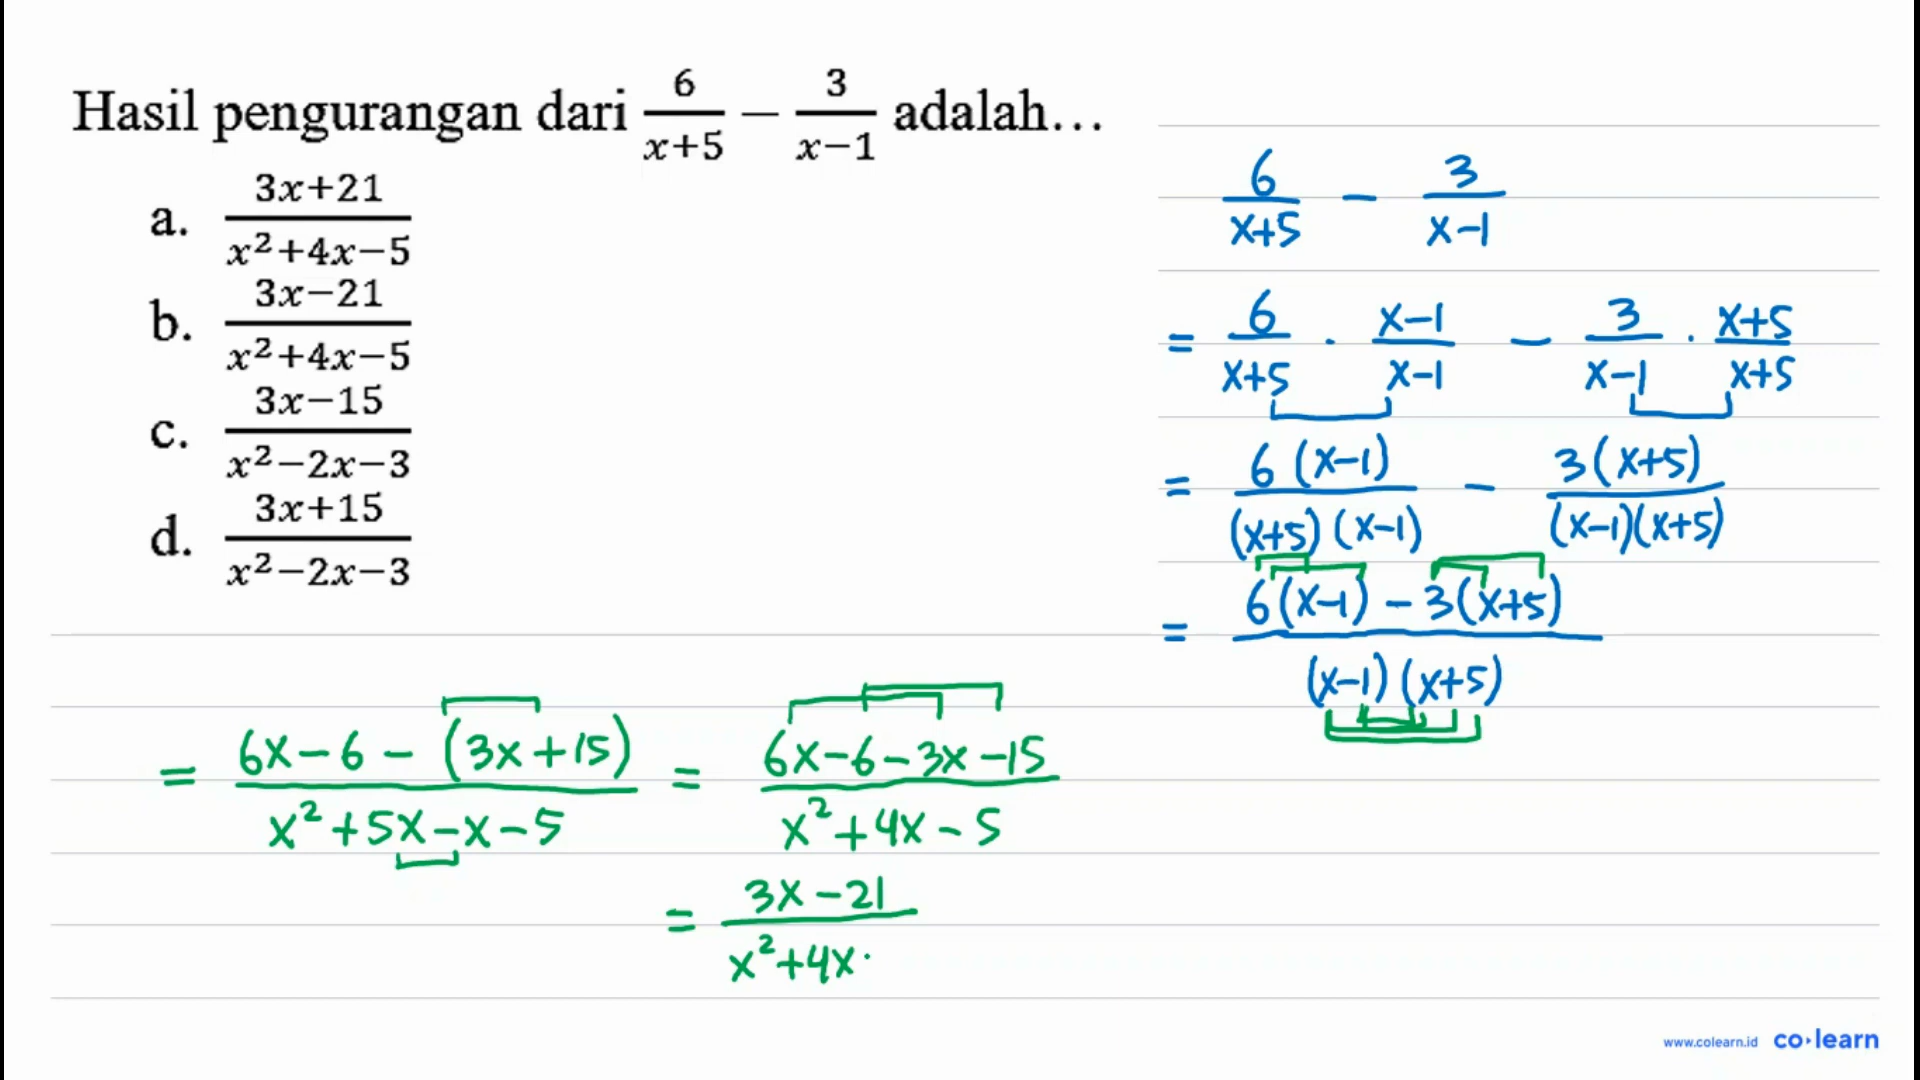 Hasil pengurangan dari 6/(x+5) − 3/(x−1) adalah...
a. (3x+21)/(x²+4x−5)
b. (3x−21)/(x²+4x−5)
c. (3x−15)/(x²−2x−3)
d. (3x+15)/(x²−2x−3)
6/(x+5) − 3/(x−1)
= 6/(x+5) · (x−1)/(x−1) − 3/(x−1) · (x+5)/(x+5)
= 6(x−1)/((x+5)(x−1)) − 3(x+5)/((x−1)(x+5))
= (6(x−1) − 3(x+5))/((x−1)(x+5))
= (6x−6−(3x+15))/(x²+5x−x−5) = (6x−6−3x−15)/(x²+4x−5)
= (3x−21)/(x²+4x·
www.colearn.id co·learn